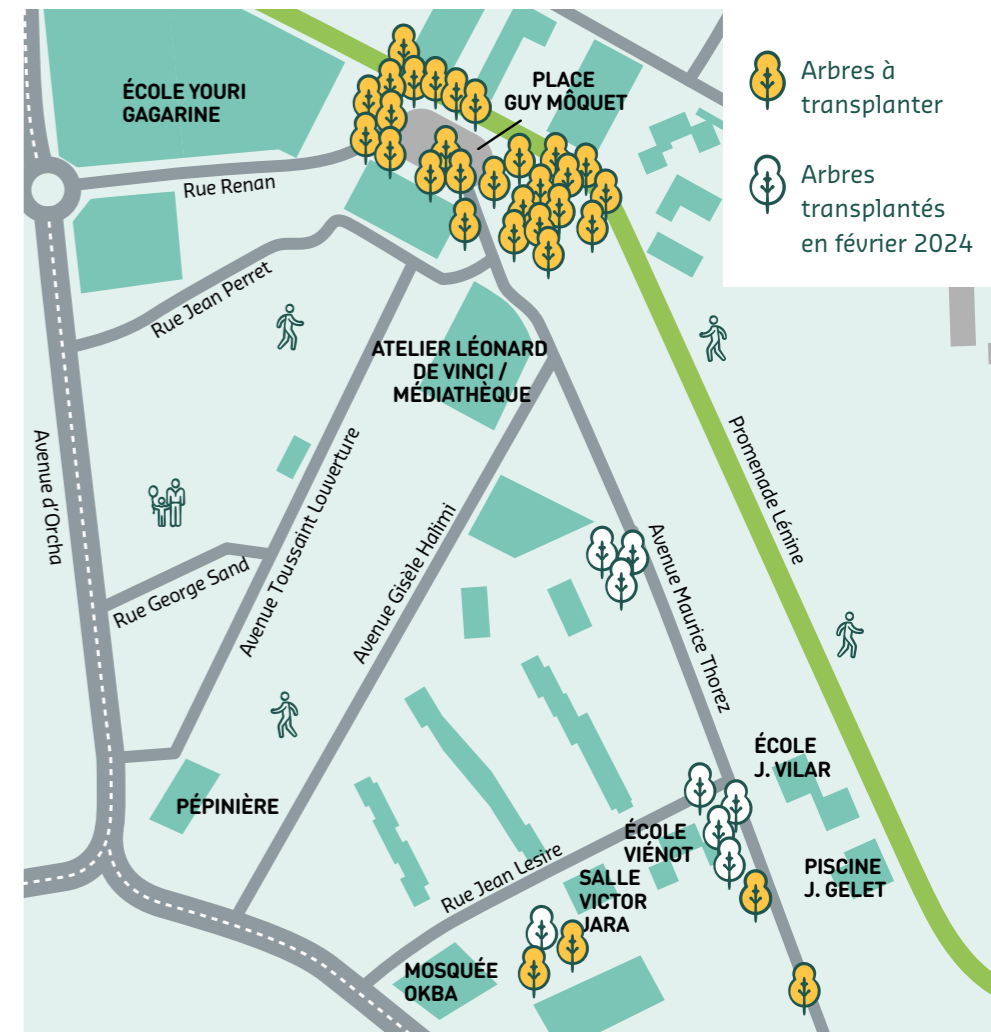 ÉCOLE YOURI
GAGARINE
PLACE
GUY MÔQUET
Arbres à
transplanter
Arbres
transplantés
en février 2024
Rue Renan
Rue Jean Perret
ATELIER LÉONARD
DE VINCI /
MÉDIATHÈQUE
Avenue d'Orcha
Avenue Toussaint Louverture
Avenue Gisèle Halimi
Promenade Lénine
Rue George Sand
Avenue Maurice Thorez
PÉPINIÈRE
ÉCOLE
J. VILAR
ÉCOLE
VIÉNOT
Rue Jean Lesire
SALLE
VICTOR
JARA
PISCINE
J. GELET
MOSQUÉE
OKBA